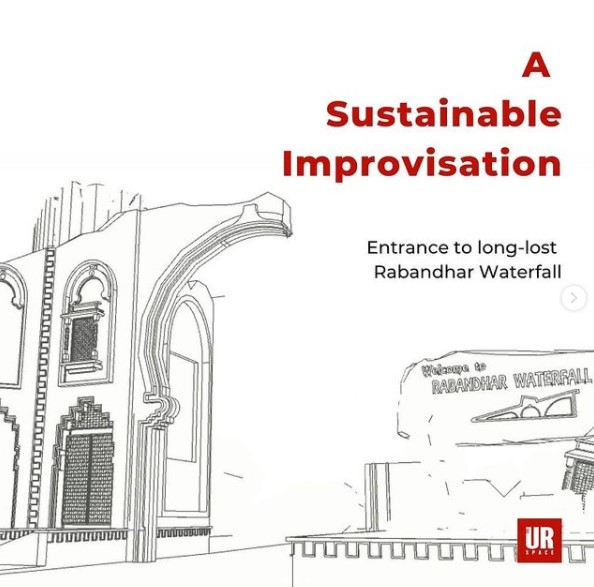 A
Sustainable
Improvisation
Entrance to long-lost
Rabandhar Waterfall
Welcome to
RABANDHAR WATERFALL
UR
SPACE